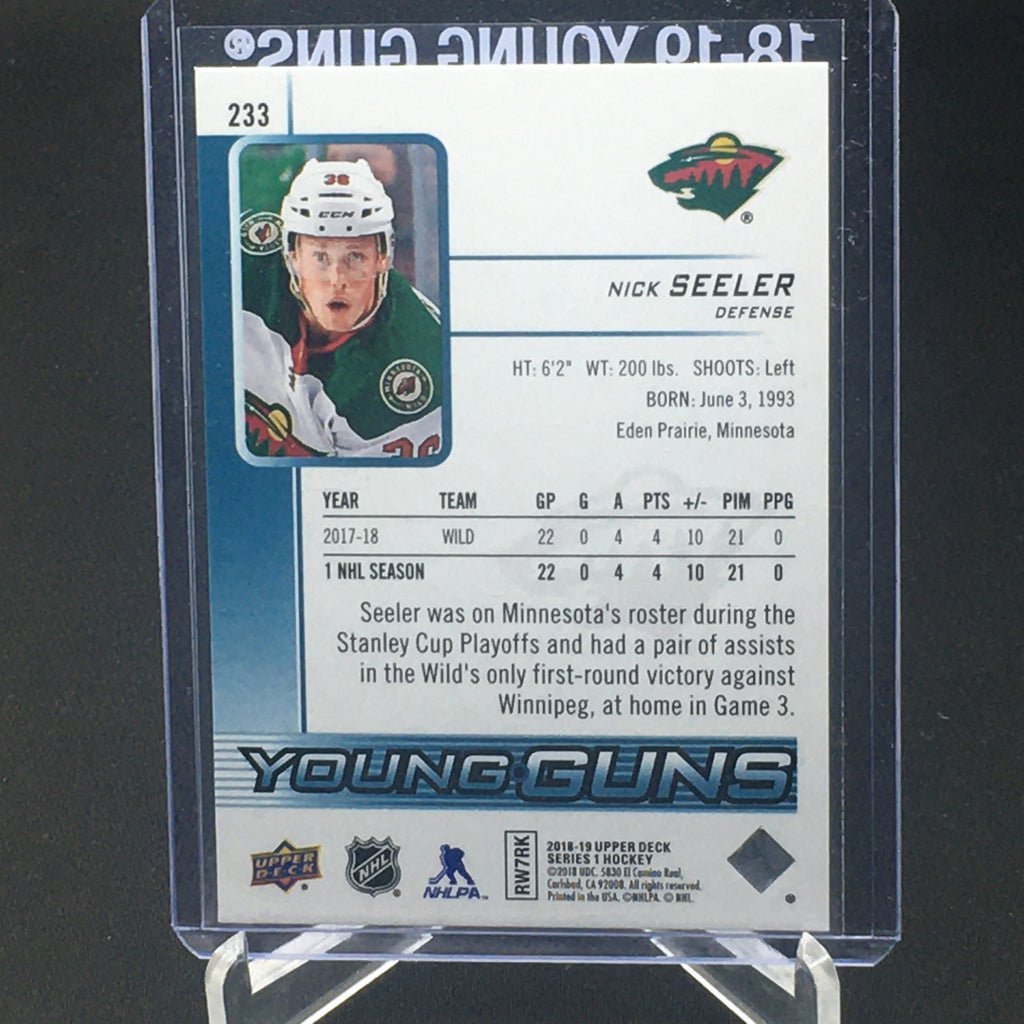 18-19 YOUNG GUNS®
233
36
CCM
®
NICK SEELER
DEFENSE
HT: 6'2" WT: 200 lbs. SHOOTS: Left
BORN: June 3, 1993
Eden Prairie, Minnesota
MINNESOTA WILD
YEAR TEAM GP G A PTS +/- PIM PPG
2017-18 WILD 22 0 4 4 10 21 0
1 NHL SEASON 22 0 4 4 10 21 0
Seeler was on Minnesota's roster during the
Stanley Cup Playoffs and had a pair of assists
in the Wild's only first-round victory against
Winnipeg, at home in Game 3.
YOUNG GUNS
UPPER DECK®
NHL®
NHLPA™
RW7RK
2018-19 UPPER DECK
SERIES 1 HOCKEY
©2018 UDC. 5830 El Camino Real,
Carlsbad, CA 92008. All rights reserved.
Printed in the USA. ©NHLPA. © NHL.